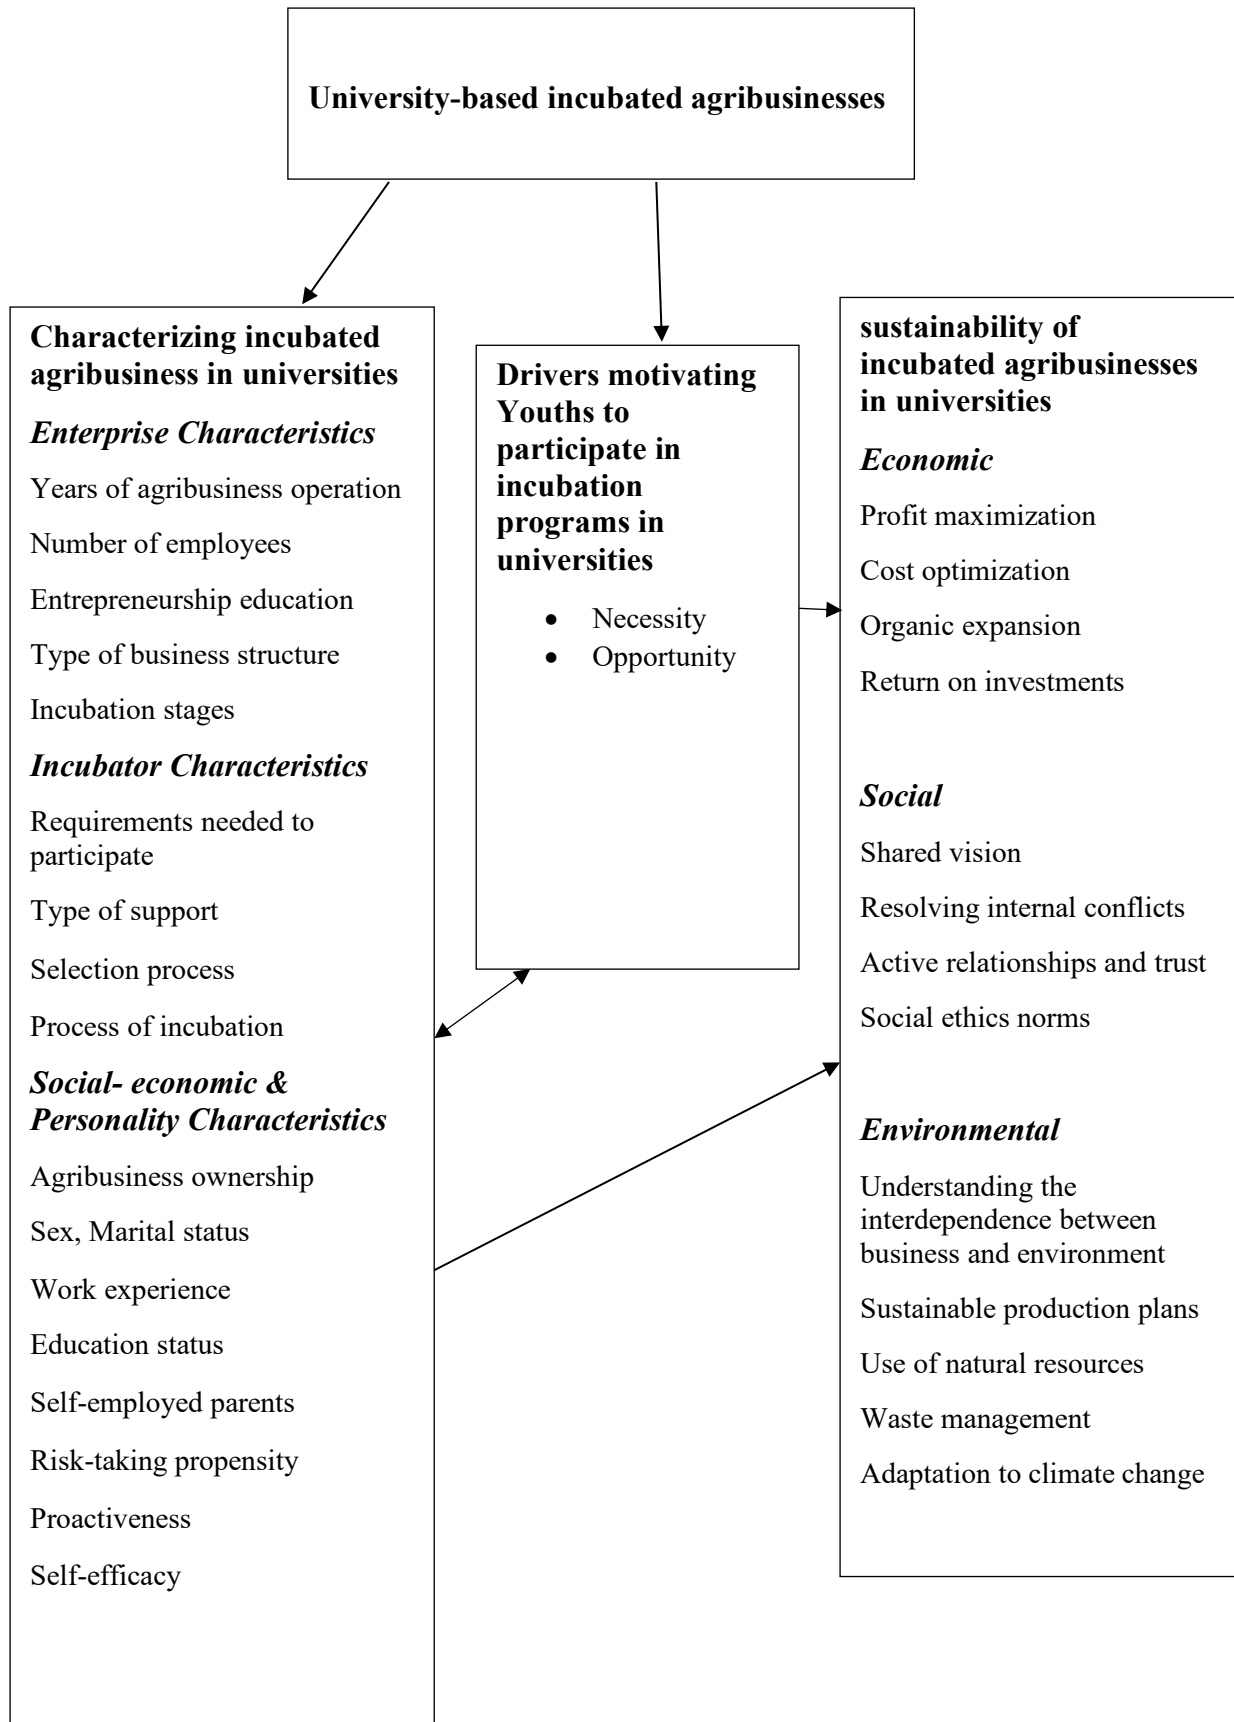 University-based incubated agribusinesses
Characterizing incubated
agribusiness in universities
Enterprise Characteristics
Years of agribusiness operation
Number of employees
Entrepreneurship education
Type of business structure
Incubation stages
Incubator Characteristics
Requirements needed to
participate
Type of support
Selection process
Process of incubation
Social- economic &
Personality Characteristics
Agribusiness ownership
Sex, Marital status
Work experience
Education status
Self-employed parents
Risk-taking propensity
Proactiveness
Self-efficacy
Drivers motivating
Youths to
participate in
incubation
programs in
universities
• Necessity
• Opportunity
sustainability of
incubated agribusinesses
in universities
Economic
Profit maximization
Cost optimization
Organic expansion
Return on investments
Social
Shared vision
Resolving internal conflicts
Active relationships and trust
Social ethics norms
Environmental
Understanding the
interdependence between
business and environment
Sustainable production plans
Use of natural resources
Waste management
Adaptation to climate change